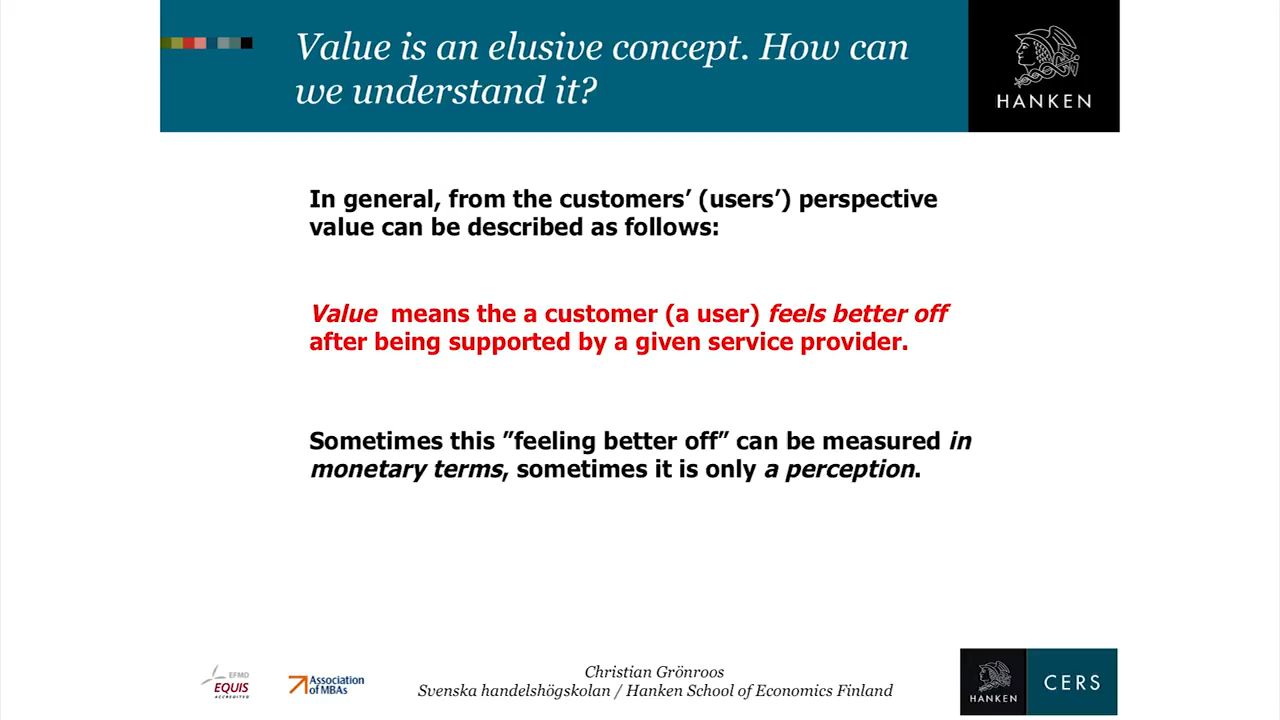 Value is an elusive concept. How can
we understand it?
HANKEN
In general, from the customers’ (users’) perspective
value can be described as follows:
Value means the a customer (a user) feels better off
after being supported by a given service provider.
Sometimes this ”feeling better off” can be measured in
monetary terms, sometimes it is only a perception.
EFMD
EQUIS
ACCREDITED
Association
of MBAs
Christian Grönroos
Svenska handelshögskolan / Hanken School of Economics Finland
HANKEN
CERS